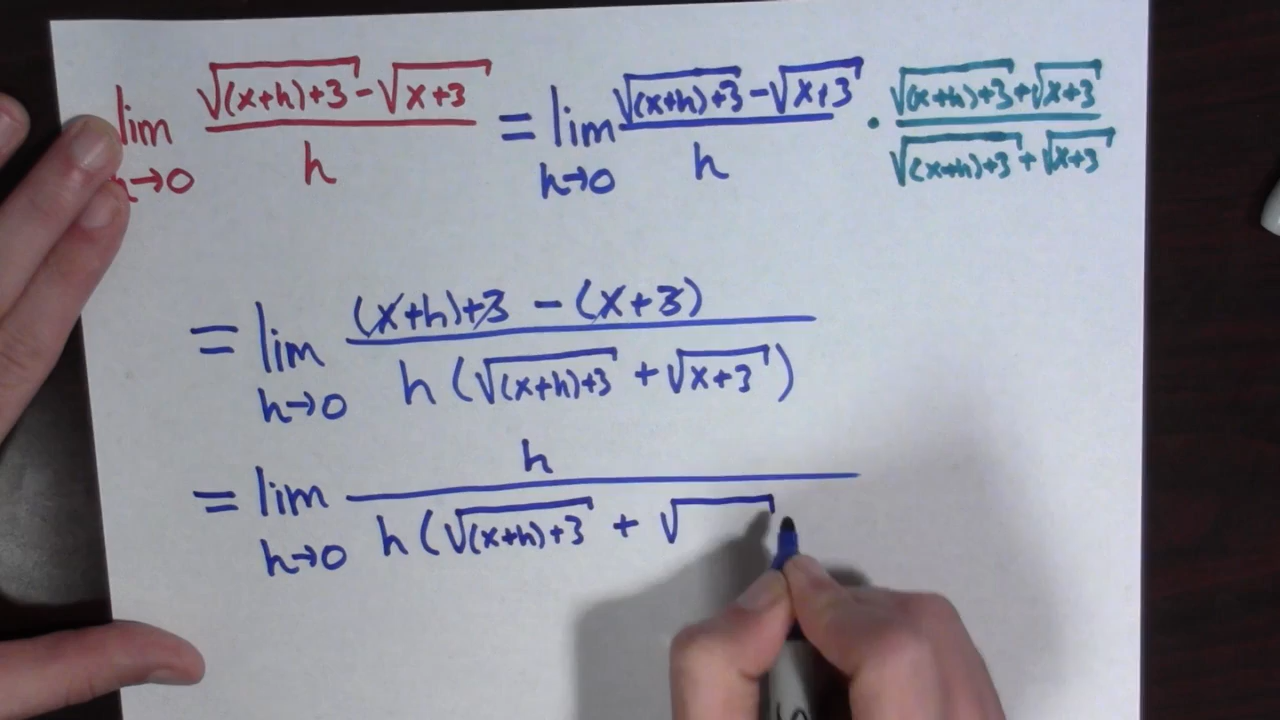 lim h→0 (√((x+h)+3) - √(x+3)) / h = lim h→0 (√((x+h)+3) - √(x+3)) / h · (√((x+h)+3) + √(x+3)) / (√((x+h)+3) + √(x+3))
= lim h→0 ((x+h)+3 - (x+3)) / (h(√((x+h)+3) + √(x+3)))
= lim h→0 h / (h(√((x+h)+3) + √